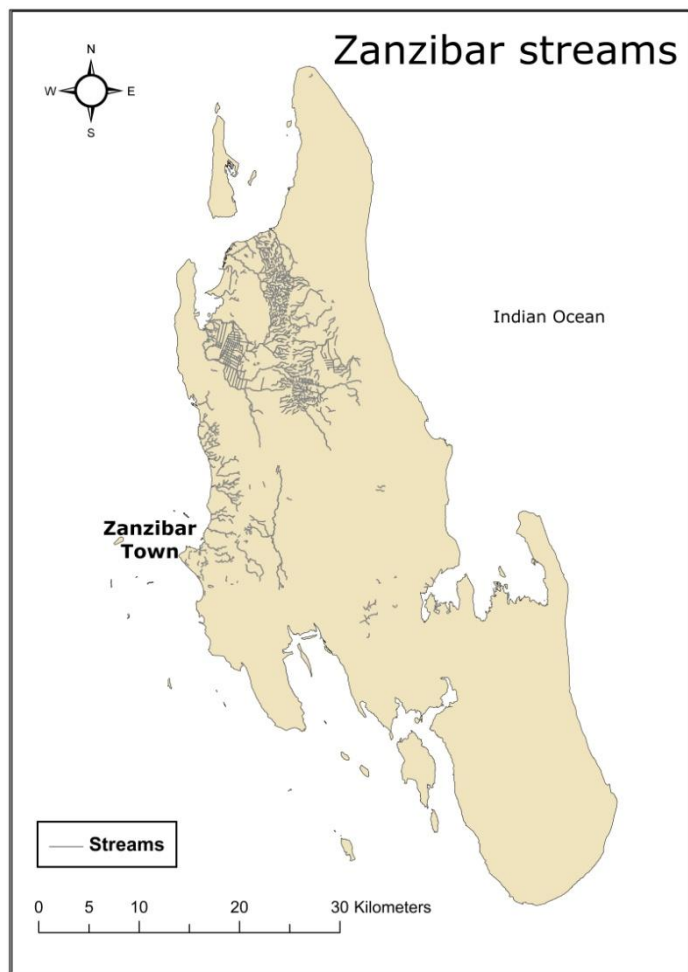 Zanzibar streams
N
W E
S
Indian Ocean
Zanzibar
Town
Streams
0 5 10 20 30 Kilometers